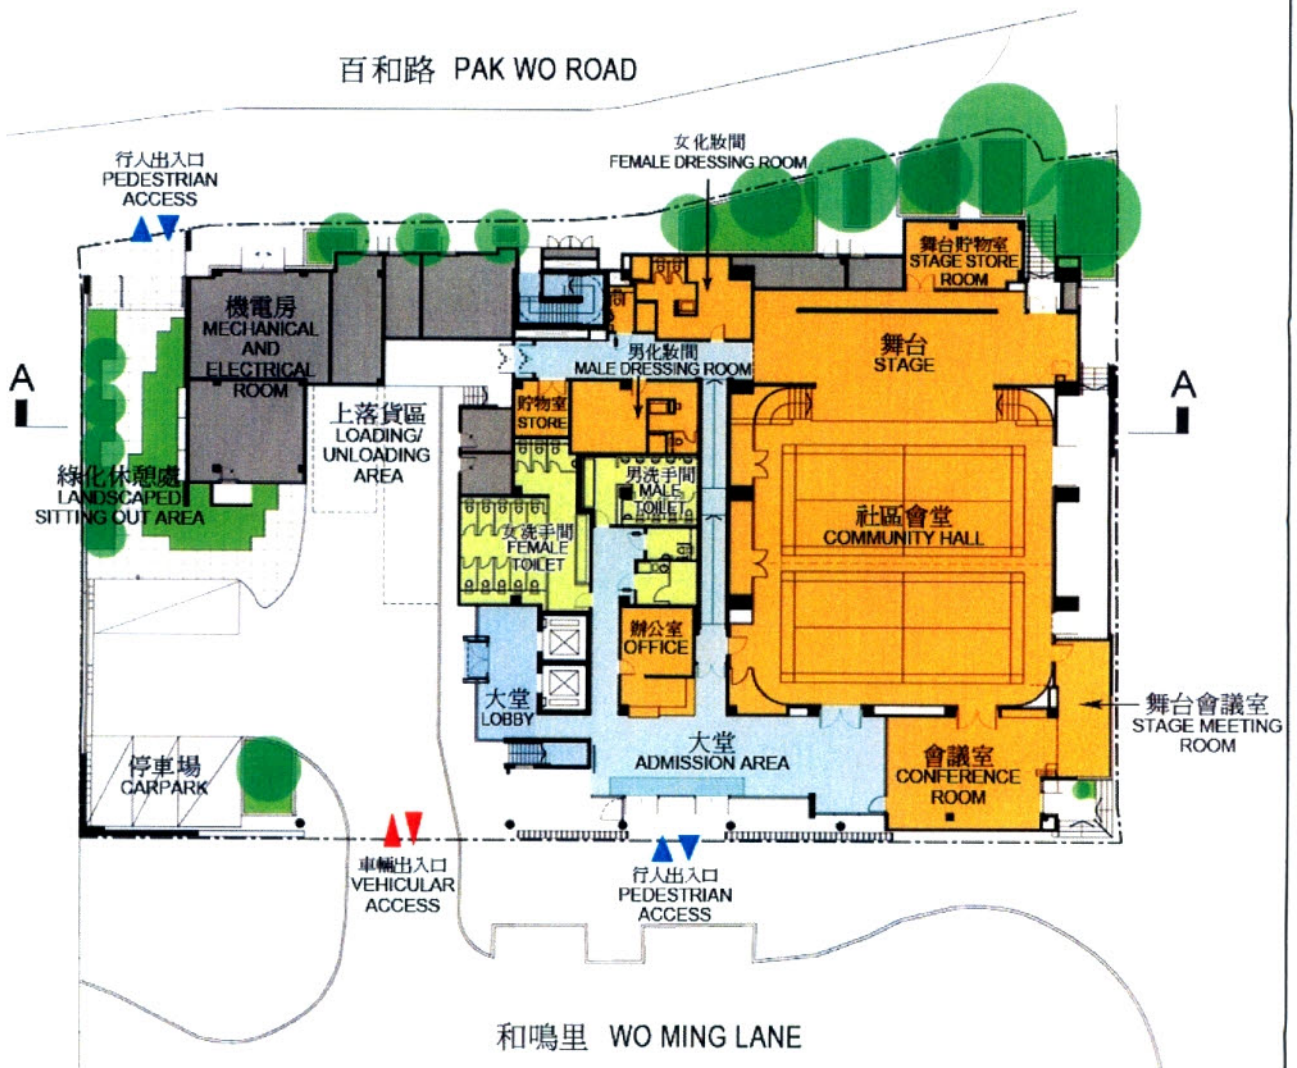 百和路 PAK WO ROAD
行人出入口
PEDESTRIAN
ACCESS
女化妝間
FEMALE DRESSING ROOM
舞台貯物室
STAGE STORE
ROOM
機電房
MECHANICAL
AND
ELECTRICAL
ROOM
男化妝間
MALE DRESSING ROOM
舞台
STAGE
A
A
上落貨區
LOADING/
UNLOADING
AREA
貯物室
STORE
綠化休憩處
LANDSCAPED
SITTING OUT AREA
男洗手間
MALE
TOILET
女洗手間
FEMALE
TOILET
社區會堂
COMMUNITY HALL
辦公室
OFFICE
大堂
LOBBY
舞台會議室
STAGE MEETING
ROOM
停車場
CARPARK
大堂
ADMISSION AREA
會議室
CONFERENCE
ROOM
車輛出入口
VEHICULAR
ACCESS
行人出入口
PEDESTRIAN
ACCESS
和鳴里 WO MING LANE